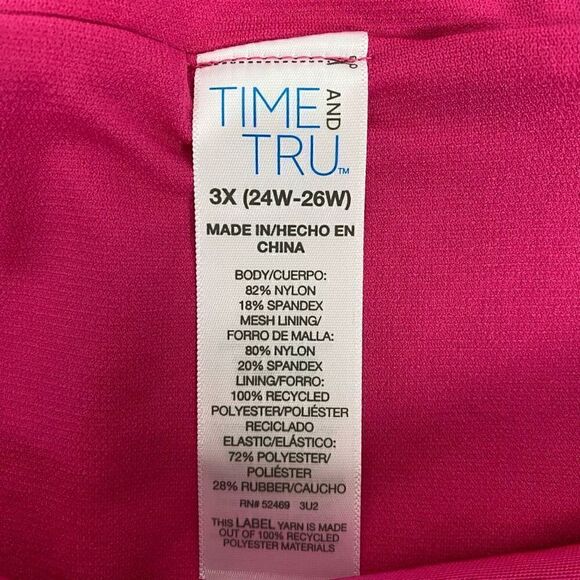 TIME AND
TRU™
3X (24W-26W)
MADE IN/HECHO EN
CHINA
BODY/CUERPO:
82% NYLON
18% SPANDEX
MESH LINING/
FORRO DE MALLA:
80% NYLON
20% SPANDEX
LINING/FORRO:
100% RECYCLED
POLYESTER/POLIÉSTER
RECICLADO
ELASTIC/ELÁSTICO:
72% POLYESTER/
POLIÉSTER
28% RUBBER/CAUCHO
RN# 52469 3U2
THIS LABEL YARN IS MADE
OUT OF 100% RECYCLED
POLYESTER MATERIALS